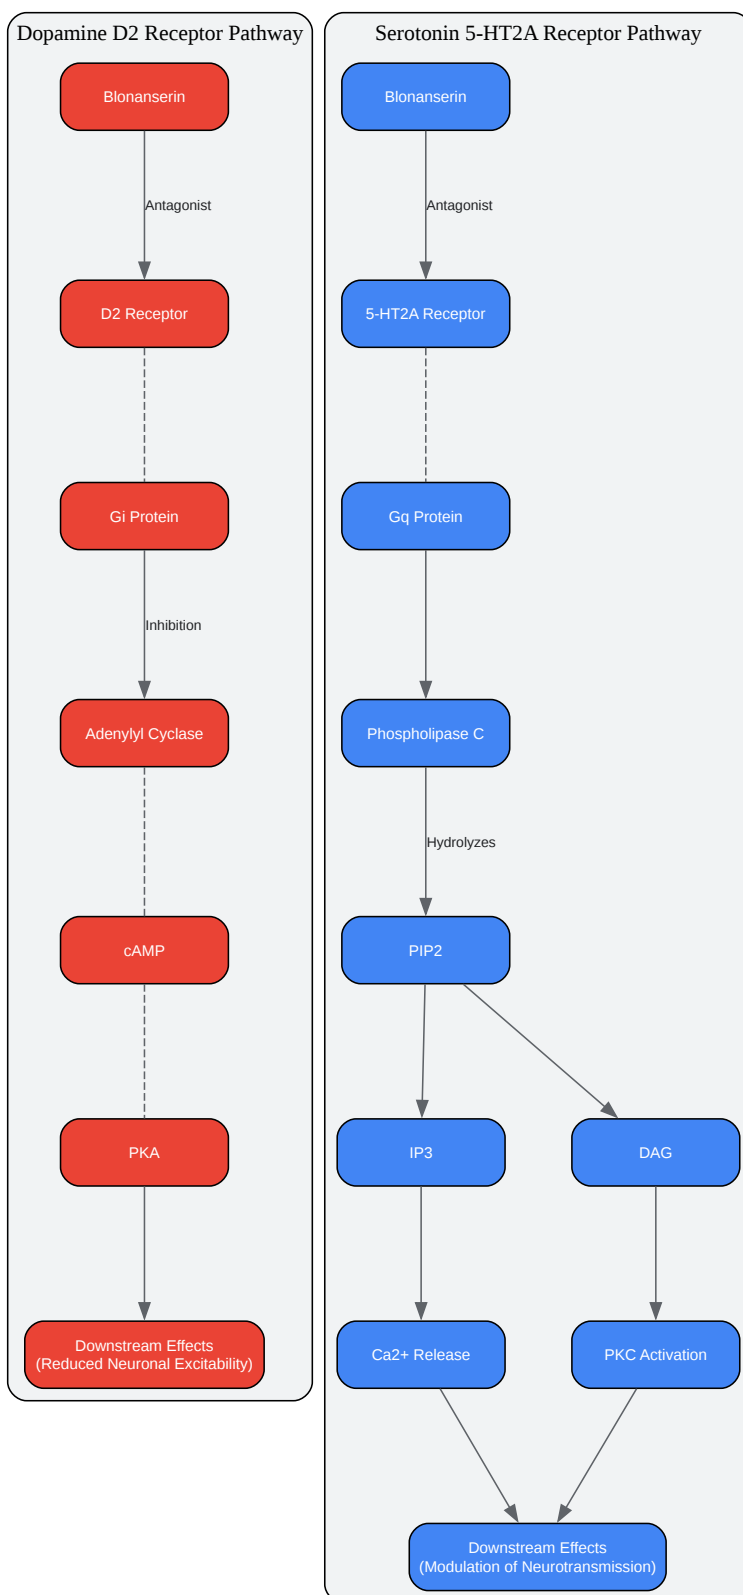 Dopamine D2 Receptor Pathway
Blonanserin
Antagonist
D2 Receptor
Gi Protein
Inhibition
Adenylyl Cyclase
cAMP
PKA
Downstream Effects
(Reduced Neuronal Excitability)
Serotonin 5-HT2A Receptor Pathway
Blonanserin
Antagonist
5-HT2A Receptor
Gq Protein
Phospholipase C
Hydrolyzes
PIP2
IP3
DAG
Ca2+ Release
PKC Activation
Downstream Effects
(Modulation of Neurotransmission)